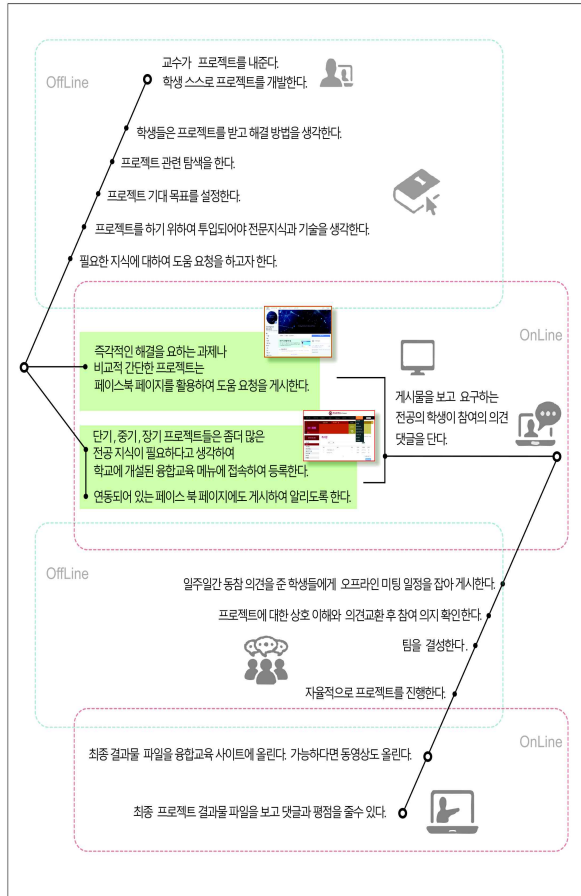 OffLine
교수가 프로젝트를 내준다.
학생 스스로 프로젝트를 개발한다.
학생들은 프로젝트를 받고 해결 방법을 생각한다.
프로젝트 관련 탐색을 한다.
프로젝트 기대 목표를 설정한다.
프로젝트를 하기 위하여 투입되어야 전문지식과 기술을 생각한다.
필요한 지식에 대하여 도움 요청을 하고자 한다.
OnLine
즉각적인 해결을 요하는 과제나
비교적 간단한 프로젝트는
페이스북 페이지를 활용하여 도움 요청을 게시한다.
단기, 중기, 장기 프로젝트들은 좀더 많은
전공 지식이 필요하다고 생각하여
학교에 개설된 융합교육 메뉴에 접속하여 등록한다.
연동되어 있는 페이스 북 페이지에도 게시하여 알리도록 한다.
게시물을 보고 요구하는
전공의 학생이 참여의 의견
댓글을 단다.
OffLine
일주일간 동참 의견을 준 학생들에게 오프라인 미팅 일정을 잡아 게시한다.
프로젝트에 대한 상호 이해와 의견교환 후 참여 의지 확인한다.
팀을 결성한다.
자율적으로 프로젝트를 진행한다.
OnLine
최종 결과물 파일을 융합교육 사이트에 올린다. 가능하다면 동영상도 올린다.
최종 프로젝트 결과물 파일을 보고 댓글과 평점을 줄수 있다.